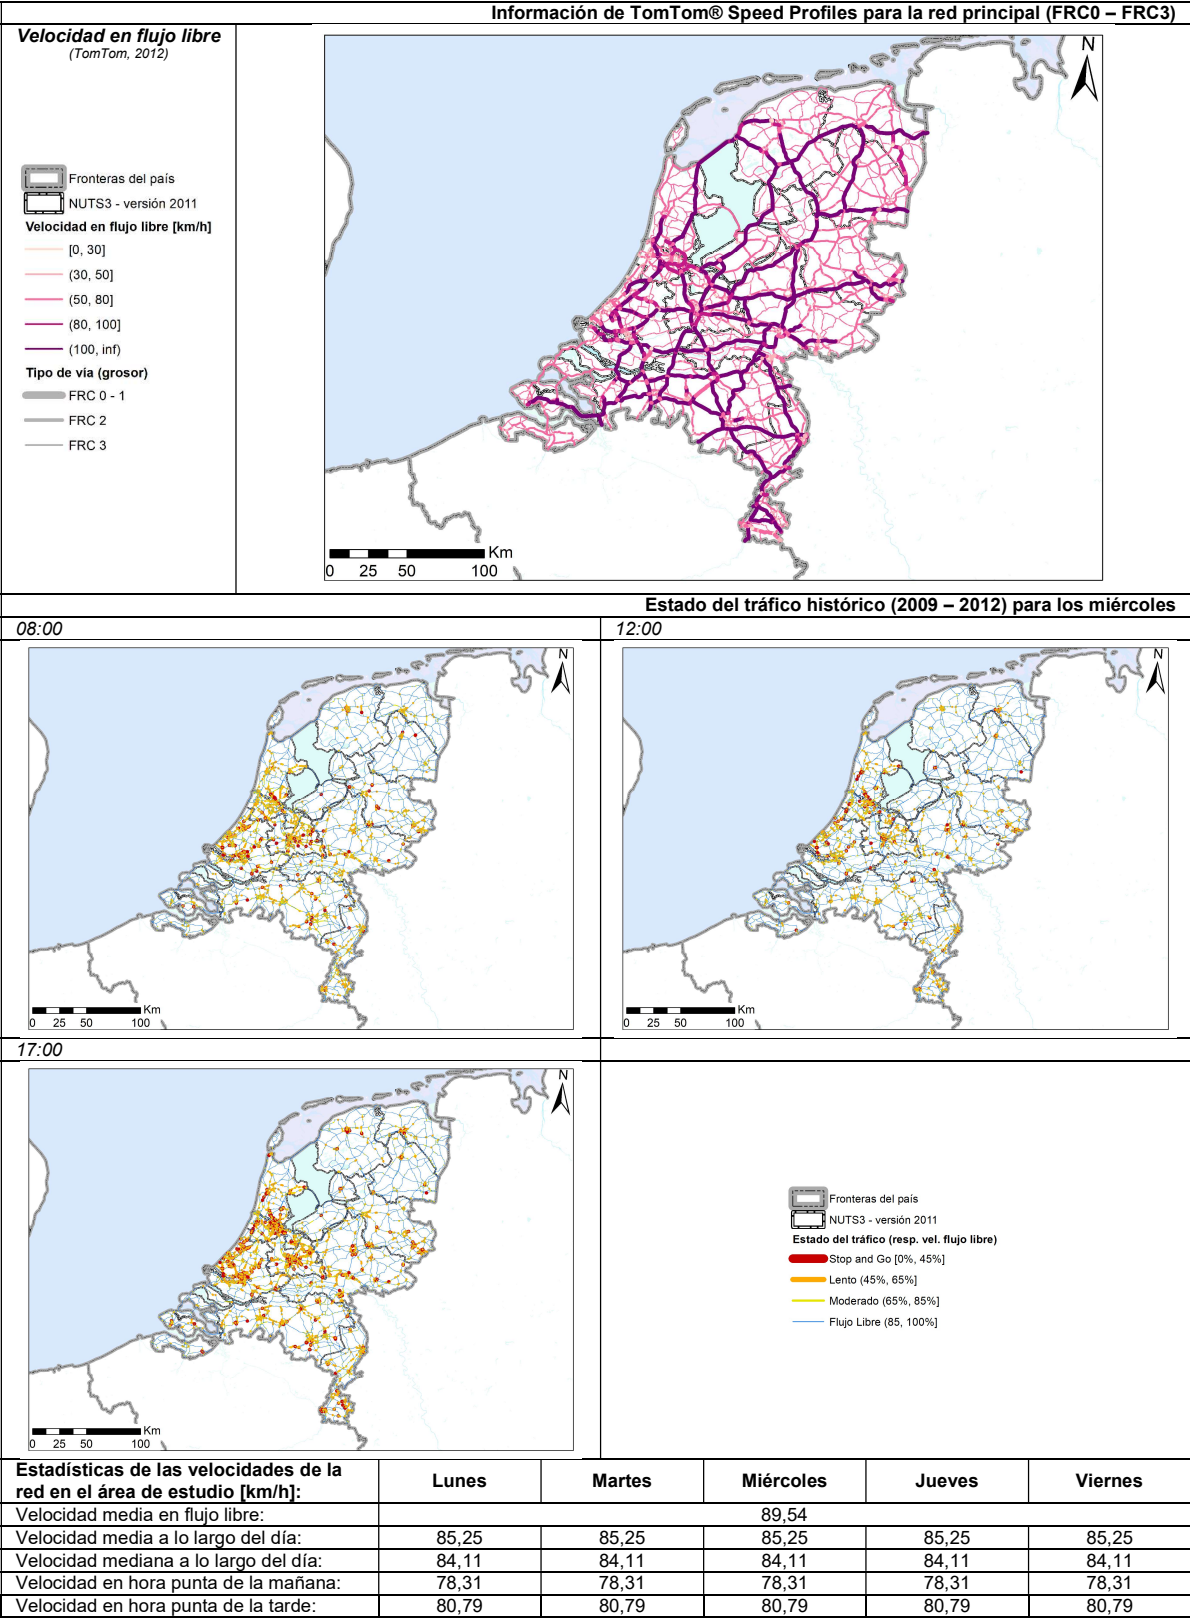 Información de TomTom® Speed Profiles para la red principal (FRC0 – FRC3)
Velocidad en flujo libre
(TomTom, 2012)
Fronteras del país
NUTS3 - versión 2011
Velocidad en flujo libre [km/h]
[0, 30]
(30, 50]
(50, 80]
(80, 100]
(100, inf)
Tipo de vía (grosor)
FRC 0 - 1
FRC 2
FRC 3
N
Km
0 25 50 100
Estado del tráfico histórico (2009 – 2012) para los miércoles
08:00 12:00
N N
Km Km
0 25 50 100 0 25 50 100
17:00
N
Km
0 25 50 100
Fronteras del país
NUTS3 - versión 2011
Estado del tráfico (resp. vel. flujo libre)
Stop and Go [0%, 45%]
Lento (45%, 65%]
Moderado (65%, 85%]
Flujo Libre (85, 100%]
Estadísticas de las velocidades de la
red en el área de estudio [km/h]: Lunes Martes Miércoles Jueves Viernes
Velocidad media en flujo libre: 89,54
Velocidad media a lo largo del día: 85,25 85,25 85,25 85,25 85,25
Velocidad mediana a lo largo del día: 84,11 84,11 84,11 84,11 84,11
Velocidad en hora punta de la mañana: 78,31 78,31 78,31 78,31 78,31
Velocidad en hora punta de la tarde: 80,79 80,79 80,79 80,79 80,79